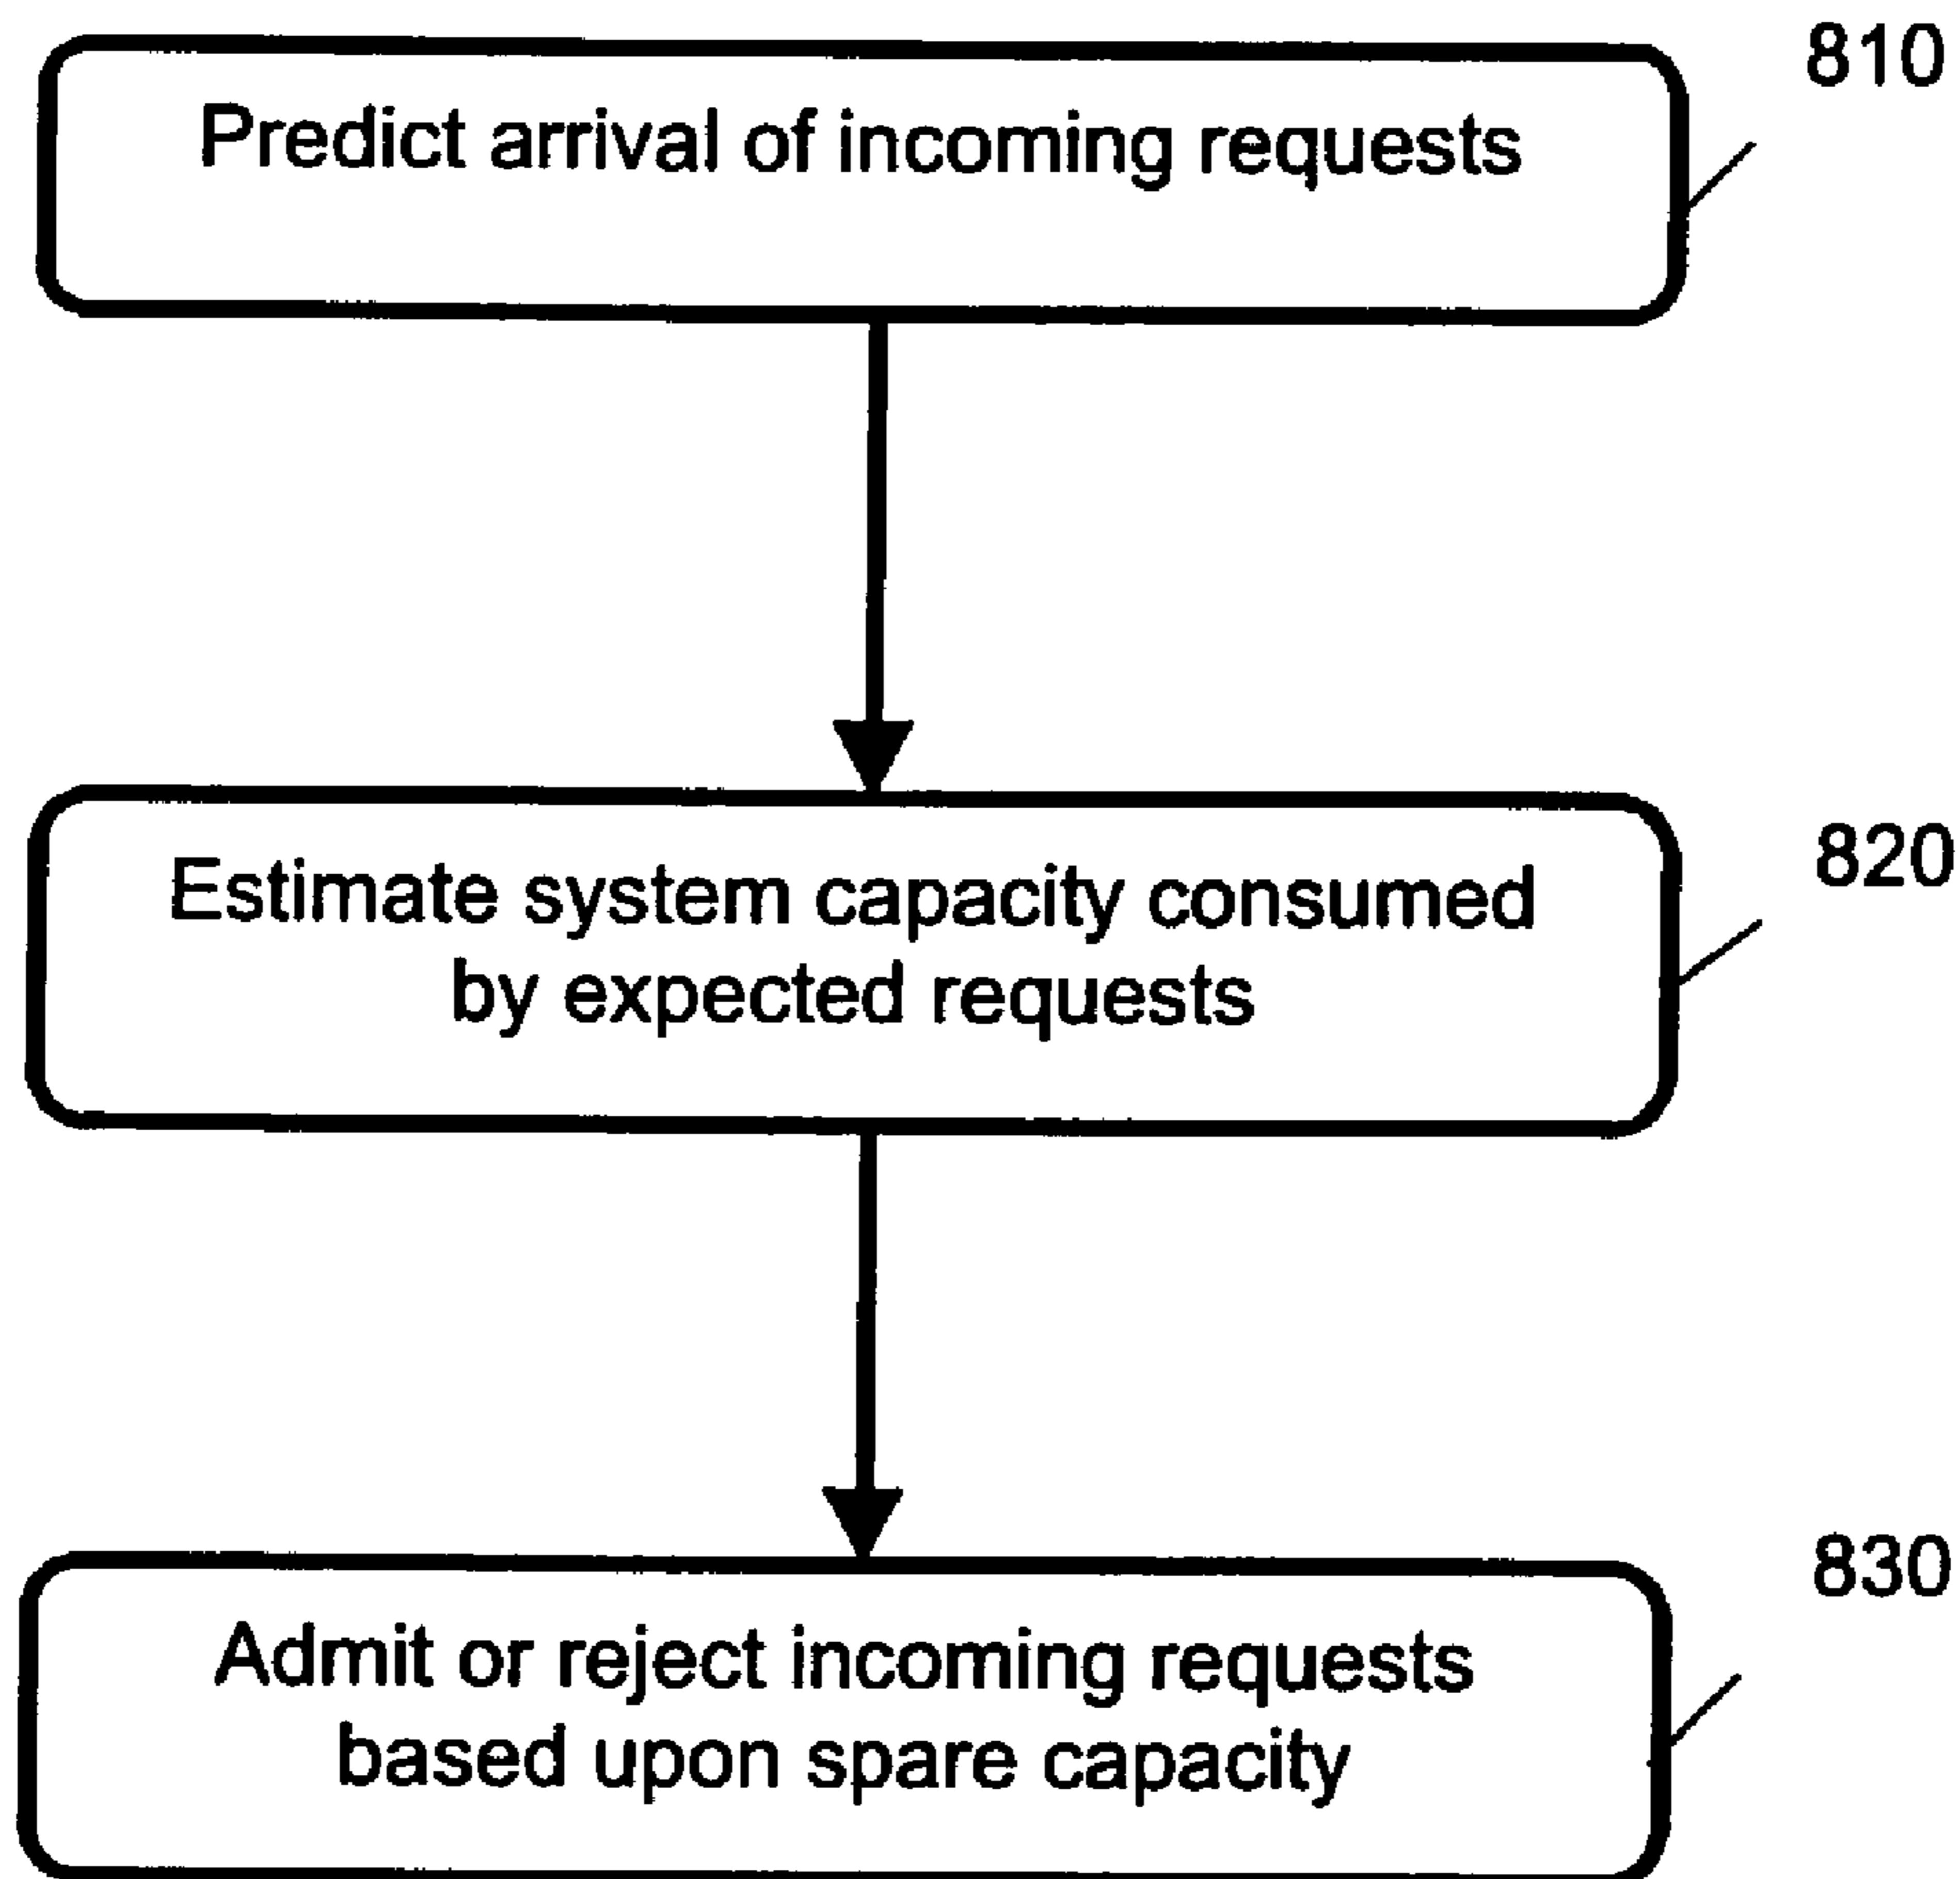 810
Predict arrival of incoming requests
820
Estimate system capacity consumed
by expected requests
830
Admit or reject incoming requests
based upon spare capacity